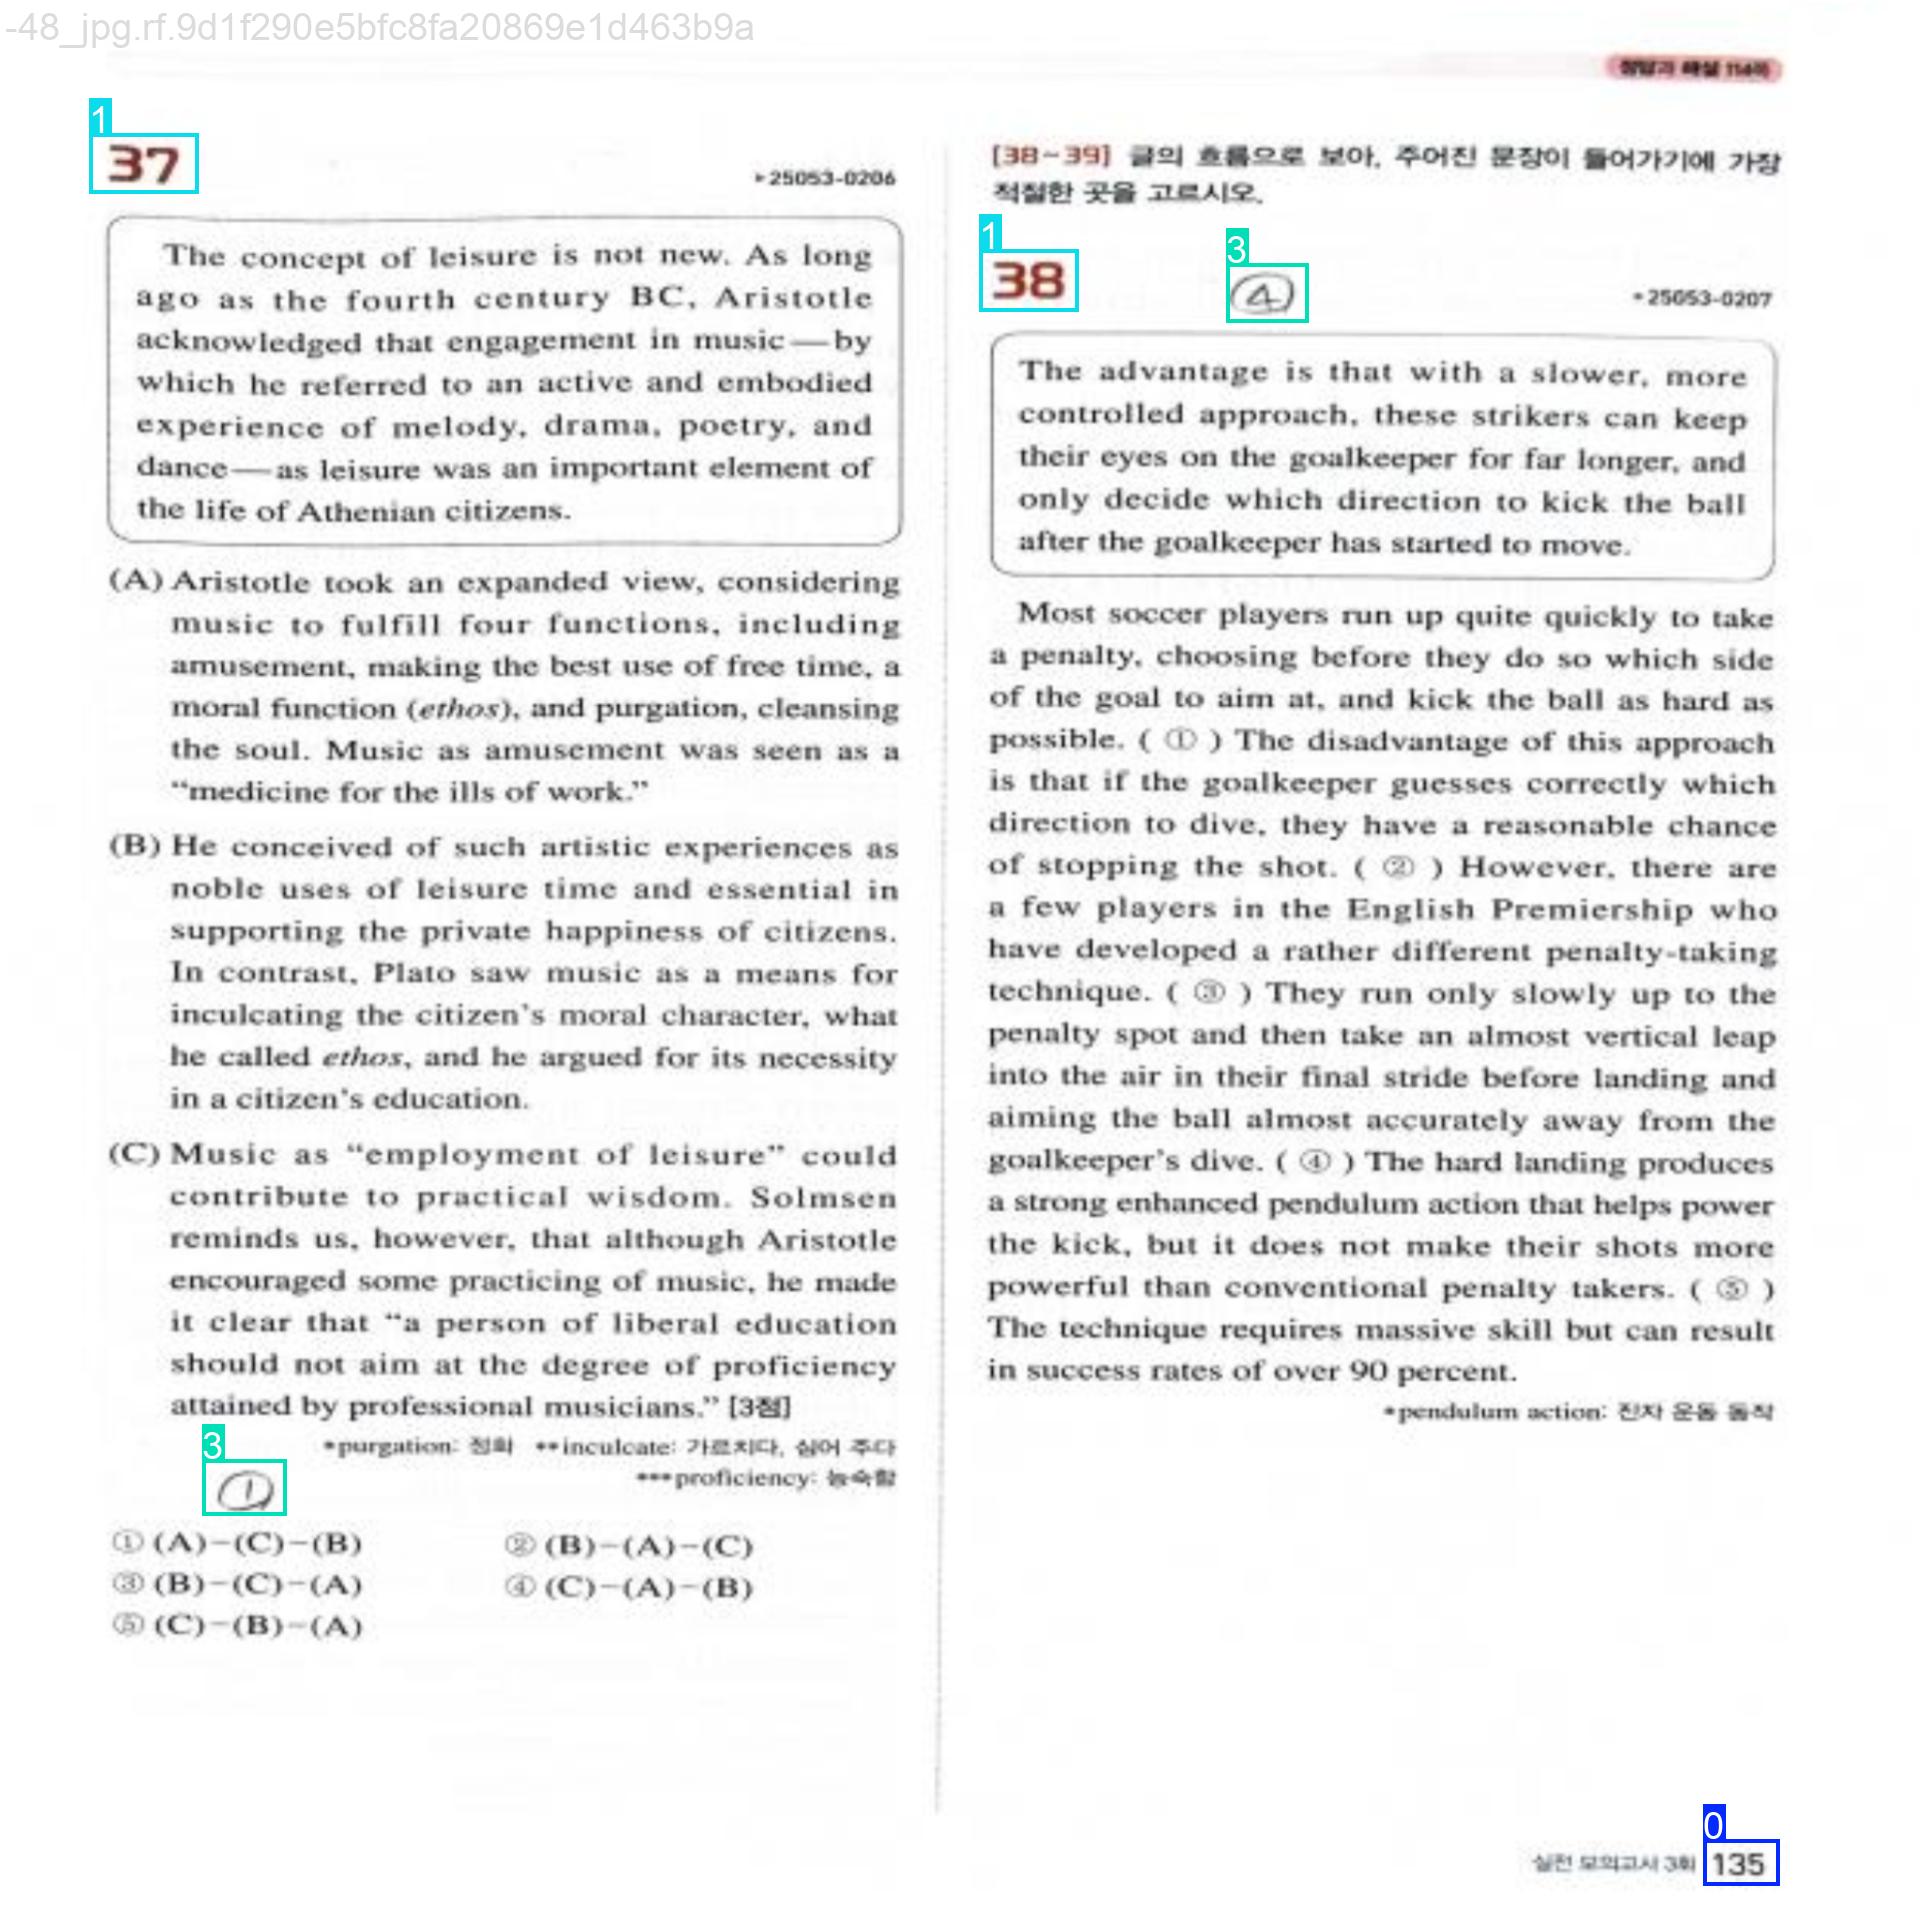 -48_jpg.rf.9d1f290e5bfc8fa20869e1d463b9a
정답과 해설 114쪽
1
37
▸25053-0206
The concept of leisure is not new. As long
ago as the fourth century BC, Aristotle
acknowledged that engagement in music—by
which he referred to an active and embodied
experience of melody, drama, poetry, and
dance—as leisure was an important element of
the life of Athenian citizens.
(A) Aristotle took an expanded view, considering
music to fulfill four functions, including
amusement, making the best use of free time, a
moral function (ethos), and purgation, cleansing
the soul. Music as amusement was seen as a
“medicine for the ills of work.”
(B) He conceived of such artistic experiences as
noble uses of leisure time and essential in
supporting the private happiness of citizens.
In contrast, Plato saw music as a means for
inculcating the citizen’s moral character, what
he called ethos, and he argued for its necessity
in a citizen’s education.
(C) Music as “employment of leisure” could
contribute to practical wisdom. Solmsen
reminds us, however, that although Aristotle
encouraged some practicing of music, he made
it clear that “a person of liberal education
should not aim at the degree of proficiency
attained by professional musicians.” [3점]
*purgation: 정화 **inculcate: 가르치다, 심어 주다
***proficiency: 능숙함
3
①
① (A)-(C)-(B) ② (B)-(A)-(C)
③ (B)-(C)-(A) ④ (C)-(A)-(B)
⑤ (C)-(B)-(A)
[38~39] 글의 흐름으로 보아, 주어진 문장이 들어가기에 가장
적절한 곳을 고르시오.
1
38
3
④
▸25053-0207
The advantage is that with a slower, more
controlled approach, these strikers can keep
their eyes on the goalkeeper for far longer, and
only decide which direction to kick the ball
after the goalkeeper has started to move.
Most soccer players run up quite quickly to take
a penalty, choosing before they do so which side
of the goal to aim at, and kick the ball as hard as
possible. ( ① ) The disadvantage of this approach
is that if the goalkeeper guesses correctly which
direction to dive, they have a reasonable chance
of stopping the shot. ( ② ) However, there are
a few players in the English Premiership who
have developed a rather different penalty-taking
technique. ( ③ ) They run only slowly up to the
penalty spot and then take an almost vertical leap
into the air in their final stride before landing and
aiming the ball almost accurately away from the
goalkeeper’s dive. ( ④ ) The hard landing produces
a strong enhanced pendulum action that helps power
the kick, but it does not make their shots more
powerful than conventional penalty takers. ( ⑤ )
The technique requires massive skill but can result
in success rates of over 90 percent.
*pendulum action: 진자 운동 동작
0
실전 모의고사 3회 135